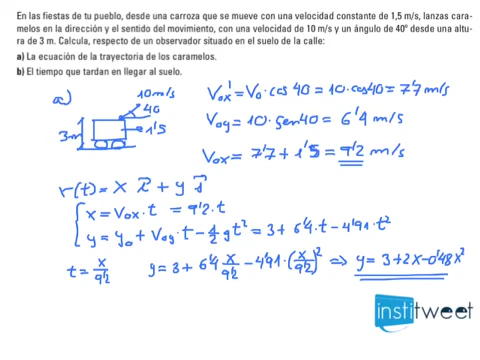 En las fiestas de tu pueblo, desde una carroza que se mueve con una velocidad constante de 1,5 m/s, lanzas cara-
melos en la dirección y el sentido del movimiento, con una velocidad de 10 m/s y un ángulo de 40° desde una altu-
ra de 3 m. Calcula, respecto de un observador situado en el suelo de la calle:
a) La ecuación de la trayectoria de los caramelos.
b) El tiempo que tardan en llegar al suelo.
a) 10m/s
40
3m
1'5
Vox' = Vo · cos 40 = 10 · cos 40 = 7'7 m/s
Voy = 10 · sen 40 = 6'4 m/s
Vox = 7'7 + 1'5 = 9'2 m/s
r(t) = x i + y j
x = Vox · t = 9'2 · t
y = yo + Voy · t - 1/2 g t² = 3 + 6'4 · t - 4'91 · t²
t = x/9'2 y = 3 + 6'4 x/9'2 - 4'91 · (x/9'2)² ⇒ y = 3 + 2x - 0'48 x²
institweet